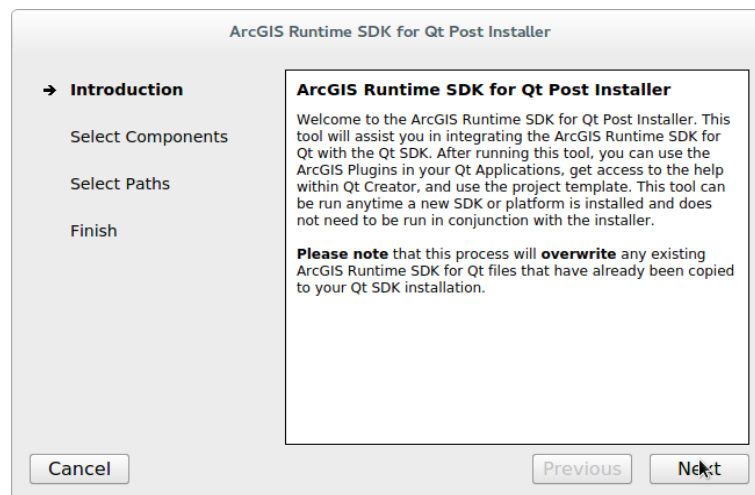 ArcGIS Runtime SDK for Qt Post Installer
➔ Introduction
Select Components
Select Paths
Finish
ArcGIS Runtime SDK for Qt Post Installer
Welcome to the ArcGIS Runtime SDK for Qt Post Installer. This
tool will assist you in integrating the ArcGIS Runtime SDK for
Qt with the Qt SDK. After running this tool, you can use the
ArcGIS Plugins in your Qt Applications, get access to the help
within Qt Creator, and use the project template. This tool can
be run anytime a new SDK or platform is installed and does
not need to be run in conjunction with the installer.
Please note that this process will overwrite any existing
ArcGIS Runtime SDK for Qt files that have already been copied
to your Qt SDK installation.
Cancel
Previous
Next